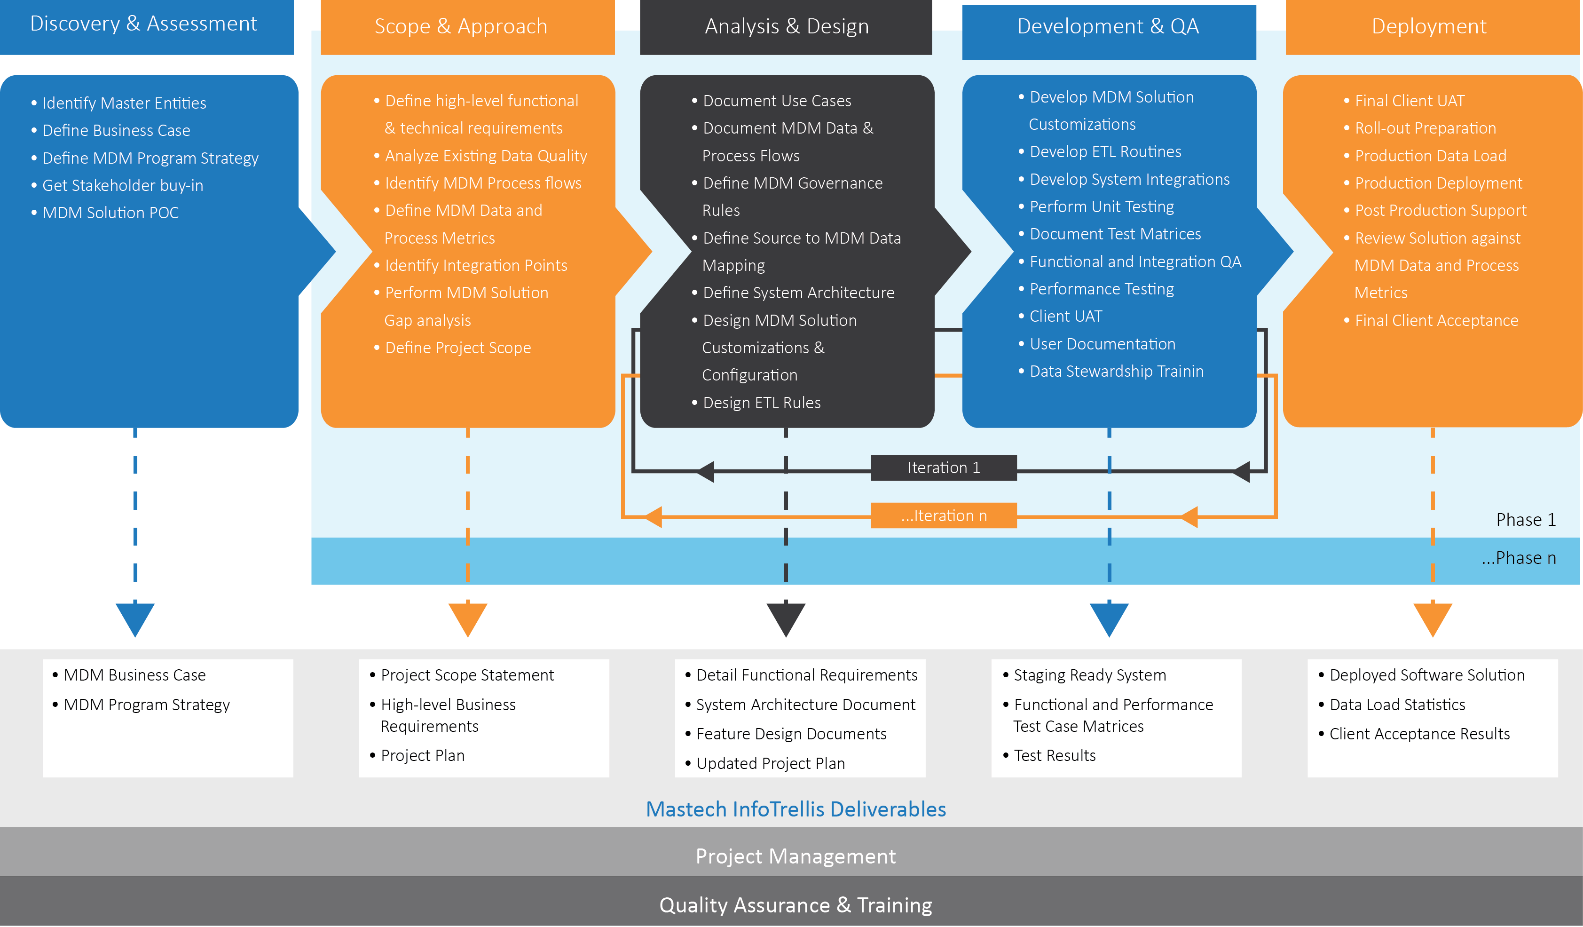 Discovery & Assessment
Scope & Approach
Analysis & Design
Development & QA
Deployment
• Identify Master Entities
• Define Business Case
• Define MDM Program Strategy
• Get Stakeholder buy-in
• MDM Solution POC
• Define high-level functional
& technical requirements
• Analyze Existing Data Quality
• Identify MDM Process flows
• Define MDM Data and
Process Metrics
• Identify Integration Points
• Perform MDM Solution
Gap analysis
• Define Project Scope
• Document Use Cases
• Document MDM Data &
Process Flows
• Define MDM Governance
Rules
• Define Source to MDM Data
Mapping
• Define System Architecture
• Design MDM Solution
Customizations &
Configuration
• Design ETL Rules
• Develop MDM Solution
Customizations
• Develop ETL Routines
• Develop System Integrations
• Perform Unit Testing
• Document Test Matrices
• Functional and Integration QA
• Performance Testing
• Client UAT
• User Documentation
• Data Stewardship Trainin
• Final Client UAT
• Roll-out Preparation
• Production Data Load
• Production Deployment
• Post Production Support
• Review Solution against
MDM Data and Process
Metrics
• Final Client Acceptance
Iteration 1
...Iteration n
Phase 1
...Phase n
• MDM Business Case
• MDM Program Strategy
• Project Scope Statement
• High-level Business
Requirements
• Project Plan
• Detail Functional Requirements
• System Architecture Document
• Feature Design Documents
• Updated Project Plan
• Staging Ready System
• Functional and Performance
Test Case Matrices
• Test Results
• Deployed Software Solution
• Data Load Statistics
• Client Acceptance Results
Mastech InfoTrellis Deliverables
Project Management
Quality Assurance & Training